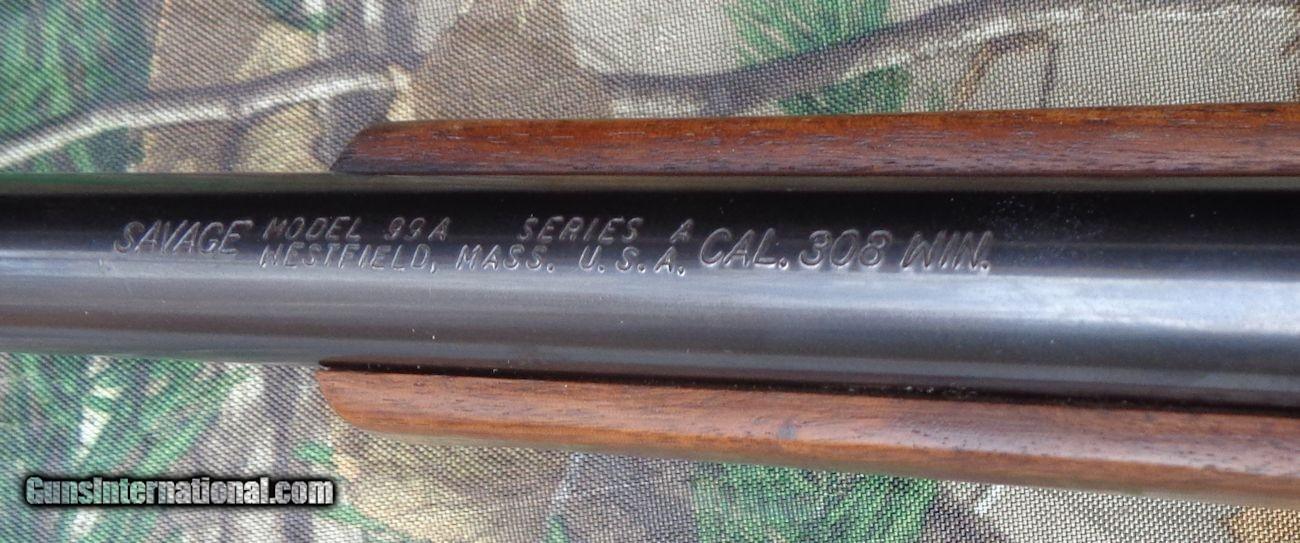 SAVAGE MODEL 99A SERIES A CAL. 308 WIN.
WESTFIELD, MASS. U.S.A.
GunsInternational.com